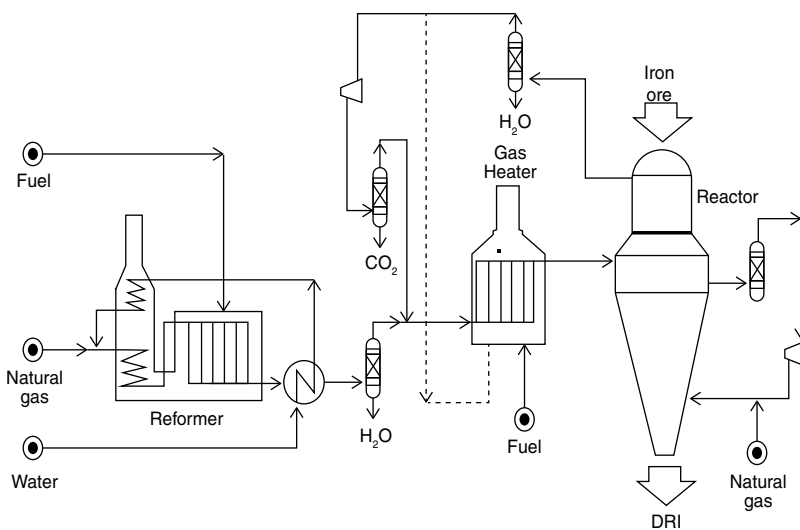 Iron
ore
H2O
Gas
Heater
Fuel
Reactor
CO2
Natural
gas
Reformer
H2O
Fuel
Water
Natural
gas
DRI